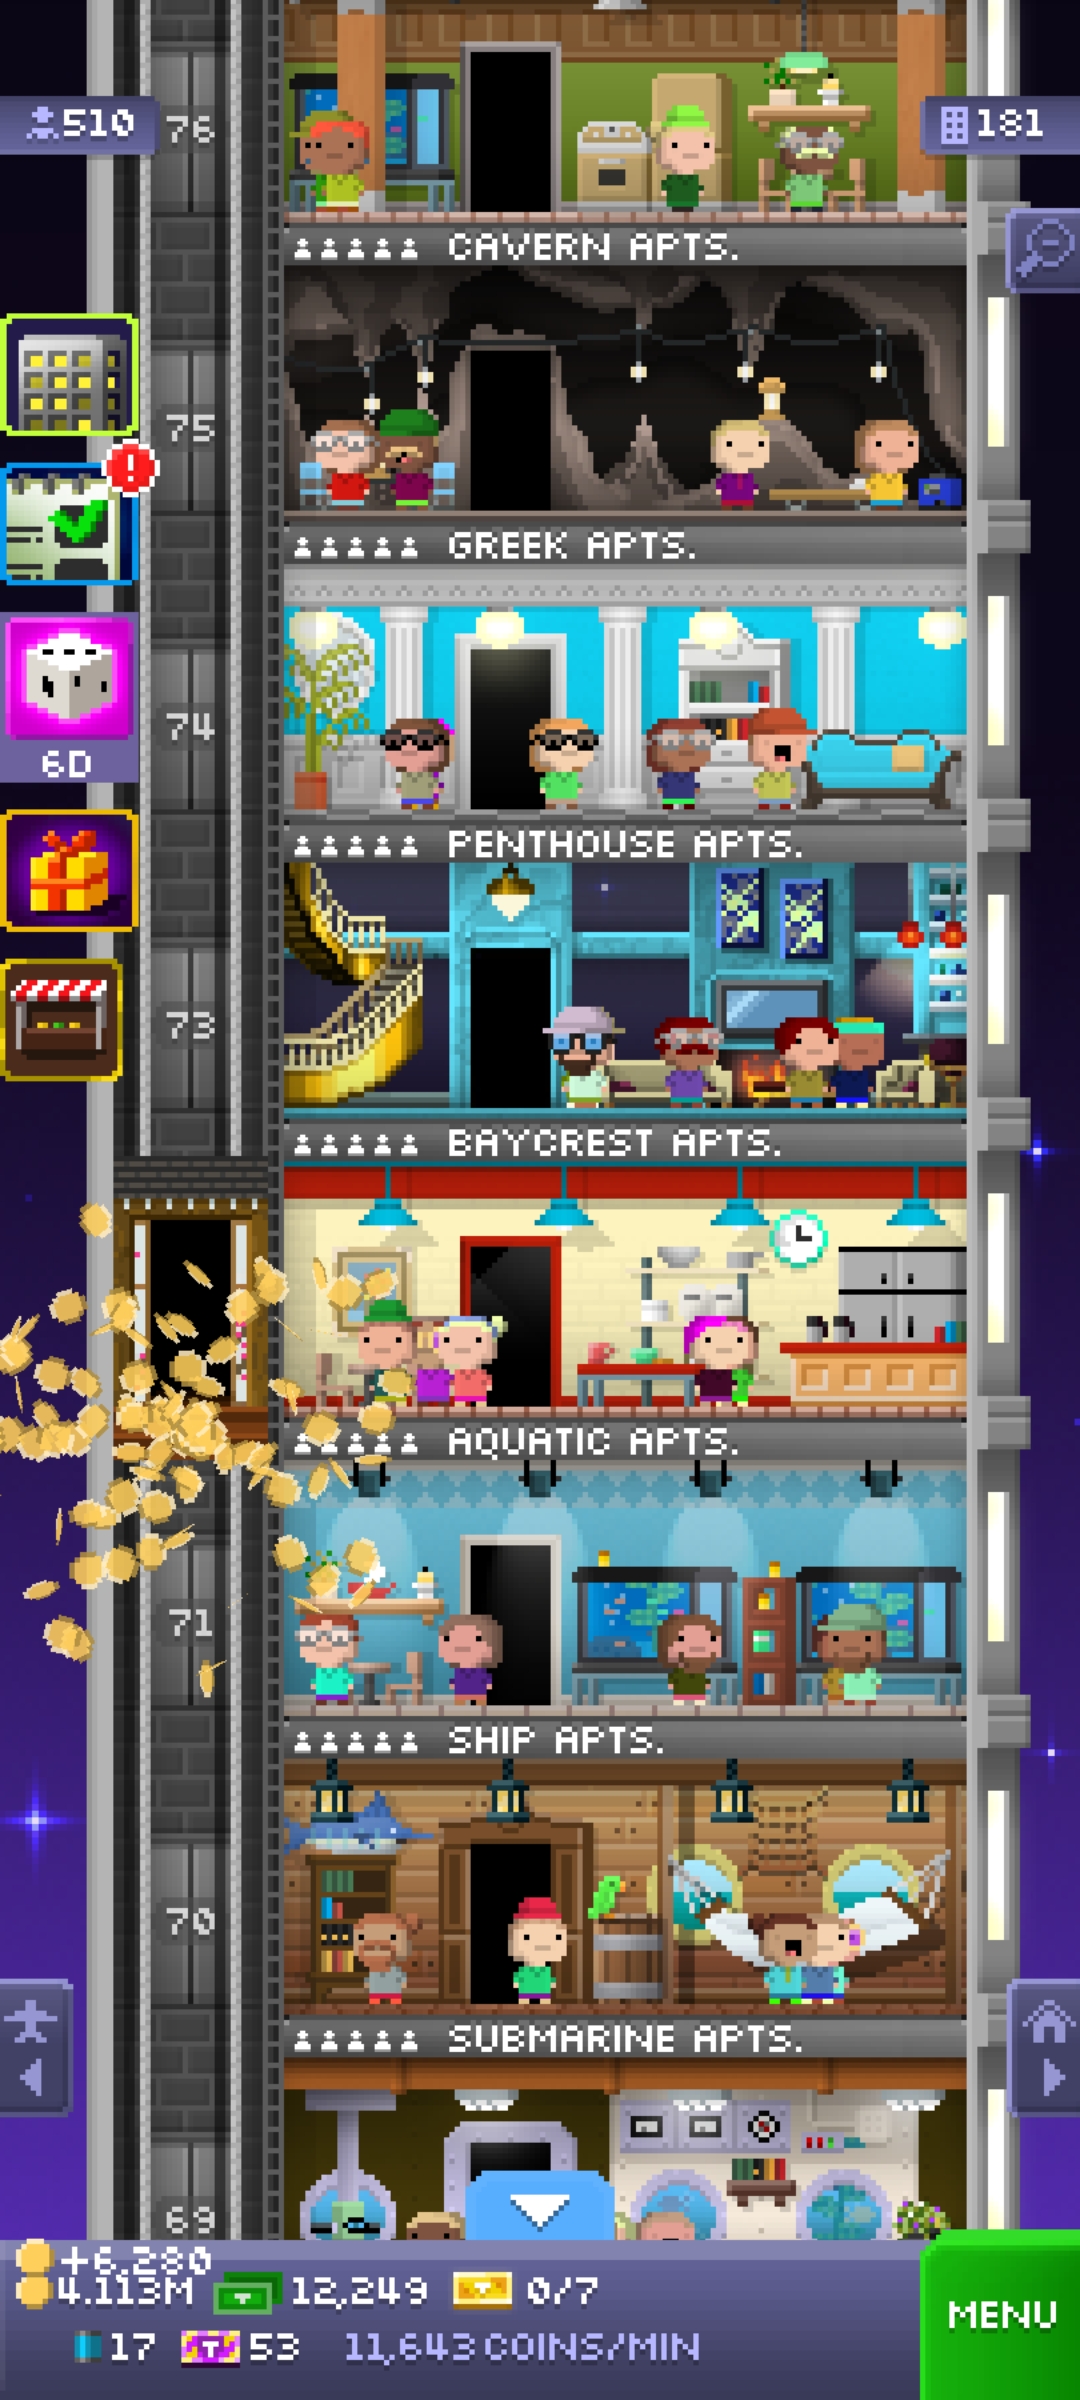 510
76
181
CAVERN APTS.
75
GREEK APTS.
74
6D
PENTHOUSE APTS.
73
BAYCREST APTS.
AQUATIC APTS.
71
SHIP APTS.
70
SUBMARINE APTS.
69
+6,280
4.113M 12,249 0/7
MENU
17 53 11,643 COINS/MIN